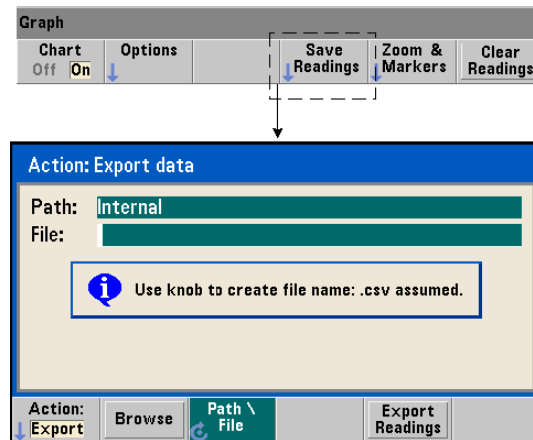 Graph
Chart Options Save Zoom & Clear
Off On Readings Markers Readings
Action: Export data
Path: Internal
File:
Use knob to create file name: .csv assumed.
Action: Browse Path \ Export
Export File Readings